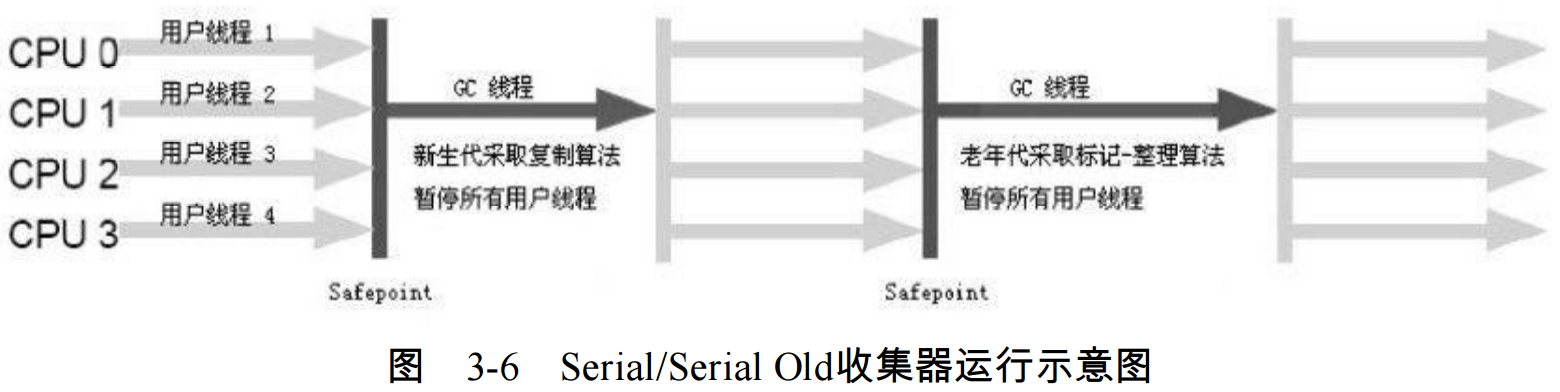 CPU 0 用户线程 1
CPU 1 用户线程 2
CPU 2 用户线程 3
CPU 3 用户线程 4
GC 线程
新生代采取复制算法
暂停所有用户线程
GC 线程
老年代采取标记-整理算法
暂停所有用户线程
Safepoint
Safepoint
图 3-6 Serial/Serial Old收集器运行示意图